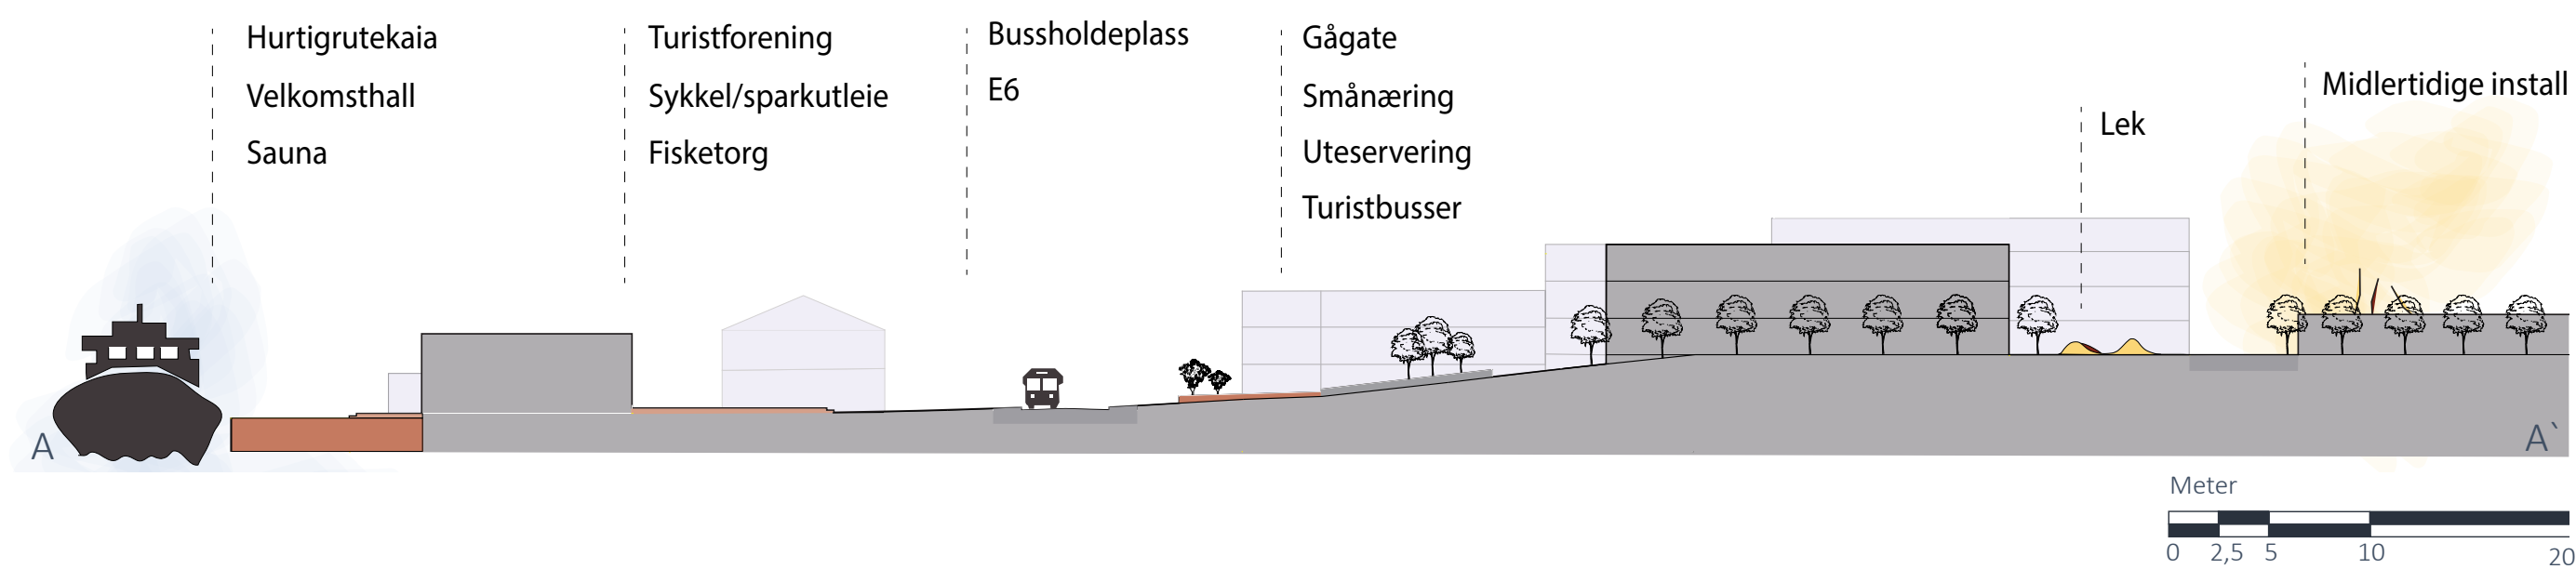 Hurtigrutekaia
Velkomsthall
Sauna
Turistforening
Sykkel/sparkutleie
Fisketorg
Bussholdeplass
E6
Gågate
Smånæring
Uteservering
Turistbusser
Lek
Midlertidige install
A
A`
Meter
0 2,5 5 10 20